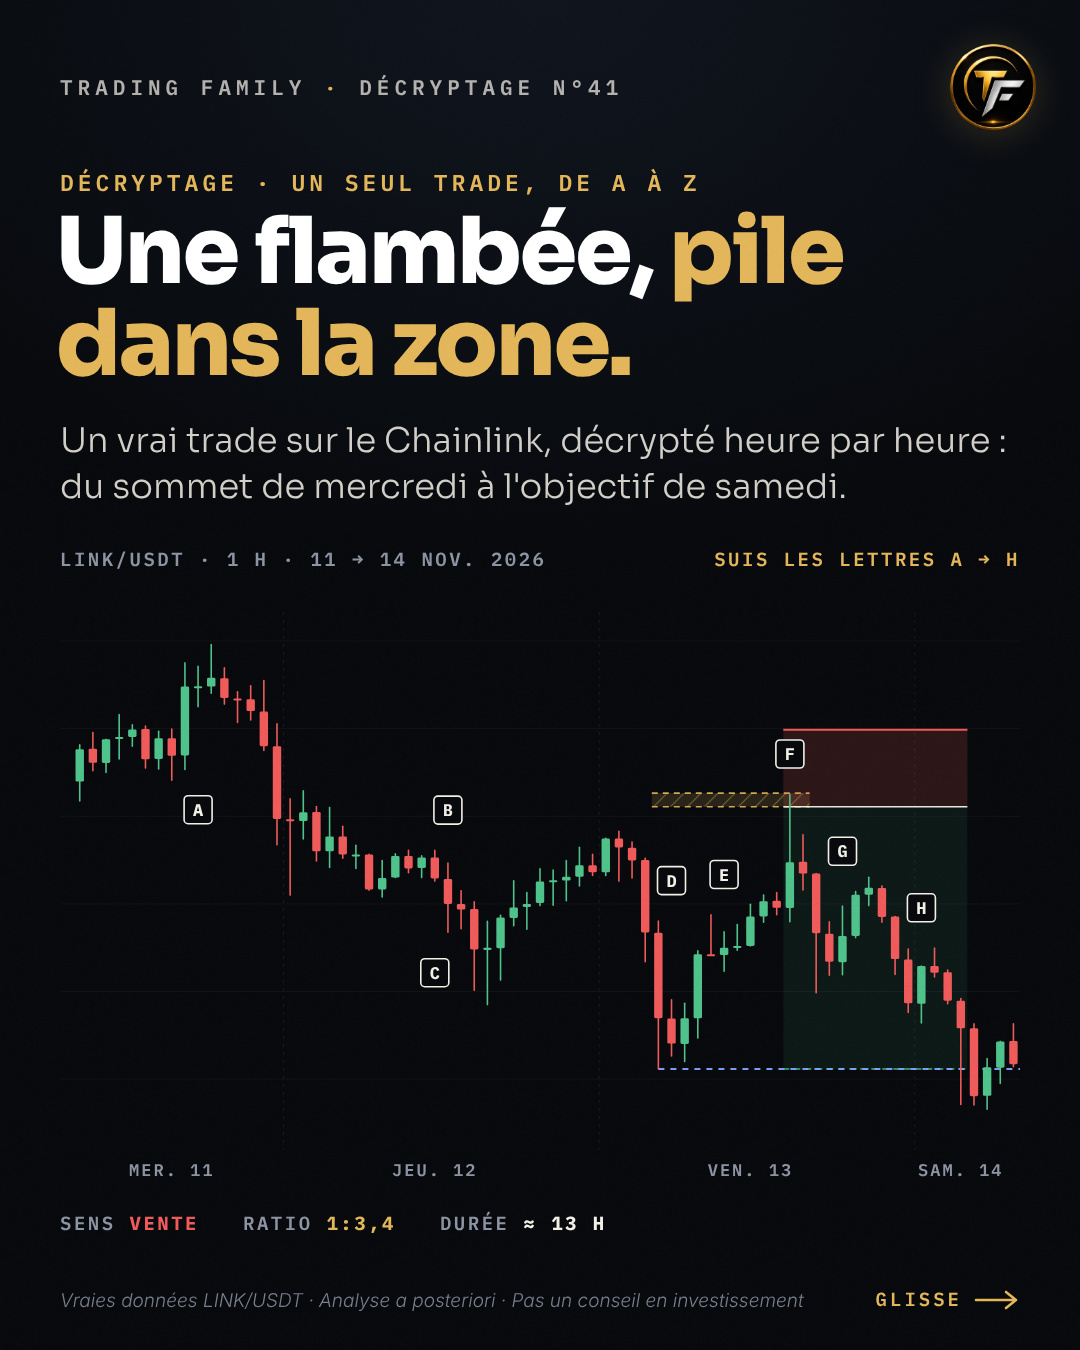 TRADING FAMILY · DÉCRYPTAGE N°41
TF
DÉCRYPTAGE · UN SEUL TRADE, DE A À Z
Une flambée, pile
dans la zone.
Un vrai trade sur le Chainlink, décrypté heure par heure :
du sommet de mercredi à l'objectif de samedi.
LINK/USDT · 1 H · 11 → 14 NOV. 2026
SUIS LES LETTRES A → H
F
A
B
G
D
E
H
C
MER. 11
JEU. 12
VEN. 13
SAM. 14
SENS VENTE RATIO 1:3,4 DURÉE ≈ 13 H
Vraies données LINK/USDT · Analyse a posteriori · Pas un conseil en investissement
GLISSE →